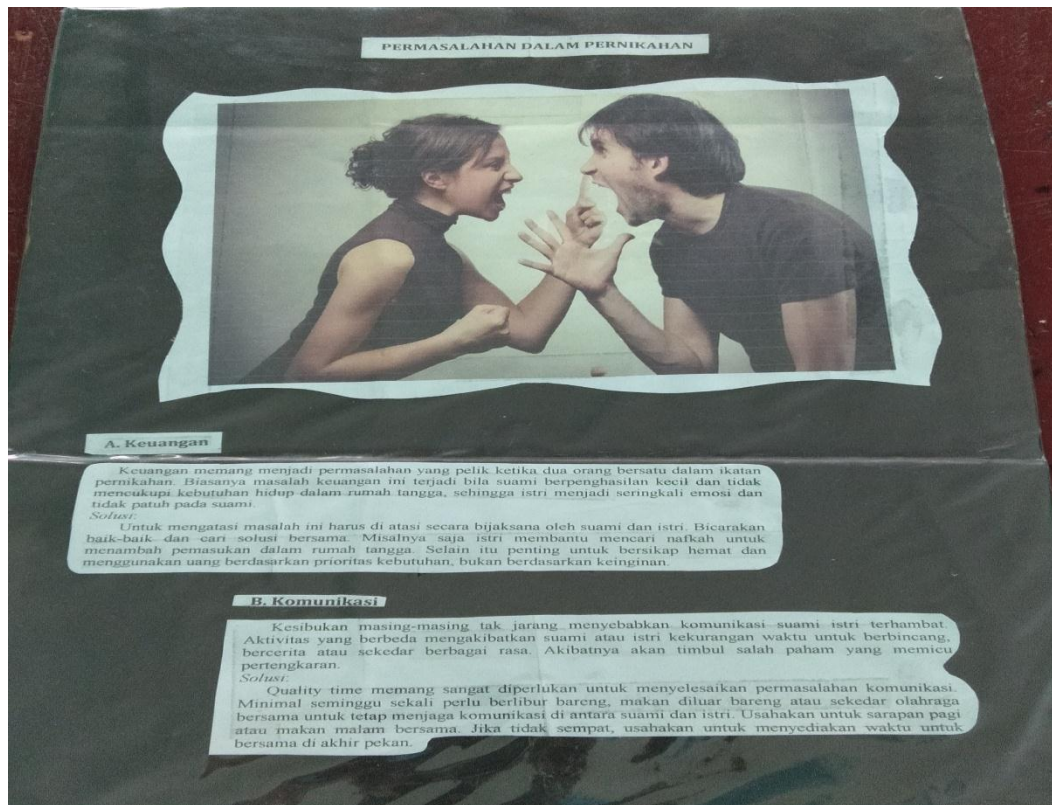 PERMASALAHAN DALAM PERNIKAHAN
A. Keuangan
Keuangan memang menjadi permasalahan yang pelik ketika dua orang bersatu dalam ikatan
pernikahan. Biasanya masalah keuangan ini terjadi bila suami berpenghasilan kecil dan tidak
mencukupi kebutuhan hidup dalam rumah tangga, sehingga istri menjadi seringkali emosi dan
tidak patuh pada suami.
Solusi:
Untuk mengatasi masalah ini harus di atasi secara bijaksana oleh suami dan istri. Bicarakan
baik-baik dan cari solusi bersama. Misalnya saja istri membantu mencari nafkah untuk
menambah pemasukan dalam rumah tangga. Selain itu penting untuk bersikap hemat dan
menggunakan uang berdasarkan prioritas kebutuhan, bukan berdasarkan keinginan.
B. Komunikasi
Kesibukan masing-masing tak jarang menyebabkan komunikasi suami istri terhambat.
Aktivitas yang berbeda mengakibatkan suami atau istri kekurangan waktu untuk berbincang,
bercerita atau sekedar berbagai rasa. Akibatnya akan timbul salah paham yang memicu
pertengkaran.
Solusi:
Quality time memang sangat diperlukan untuk menyelesaikan permasalahan komunikasi.
Minimal seminggu sekali perlu berlibur bareng, makan diluar bareng atau sekedar olahraga
bersama untuk tetap menjaga komunikasi di antara suami dan istri. Usahakan untuk sarapan pagi
atau makan malam bersama. Jika tidak sempat, usahakan untuk menyediakan waktu untuk
bersama di akhir pekan.